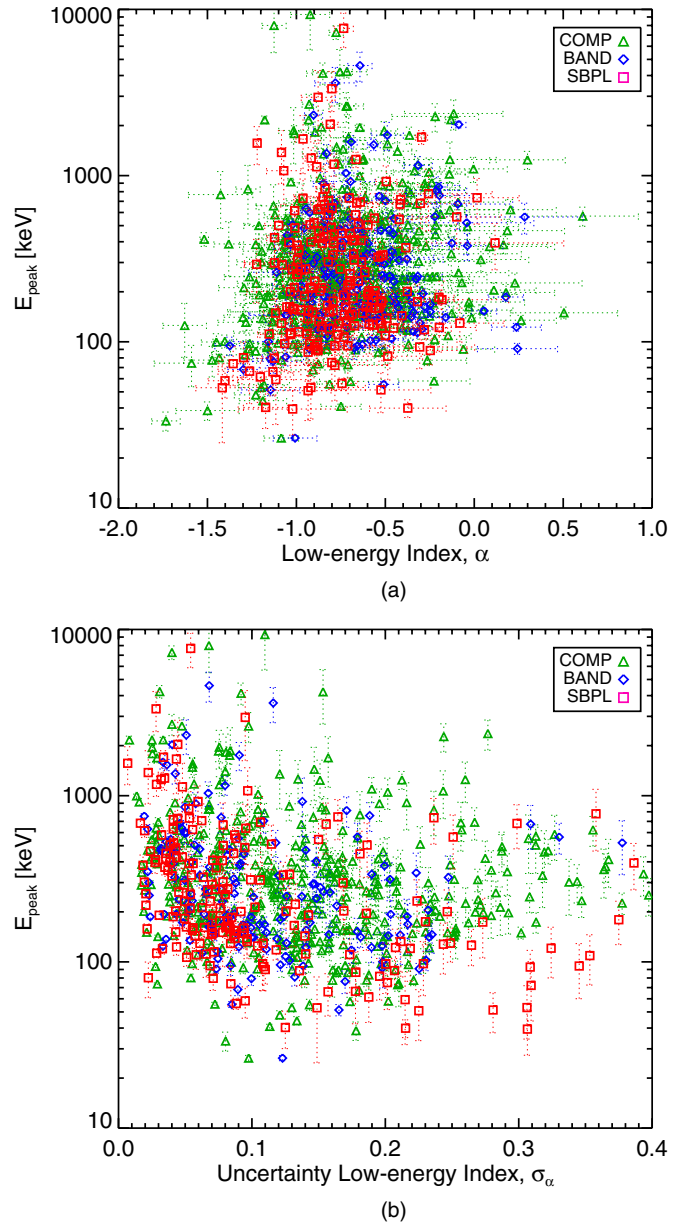 10000
COMP
BAND
SBPL
1000
E_peak [keV]
100
10
-2.0 -1.5 -1.0 -0.5 0.0 0.5 1.0
Low-energy Index, α
(a)
10000
COMP
BAND
SBPL
1000
E_peak [keV]
100
10
0.0 0.1 0.2 0.3 0.4
Uncertainty Low-energy Index, σ_α
(b)